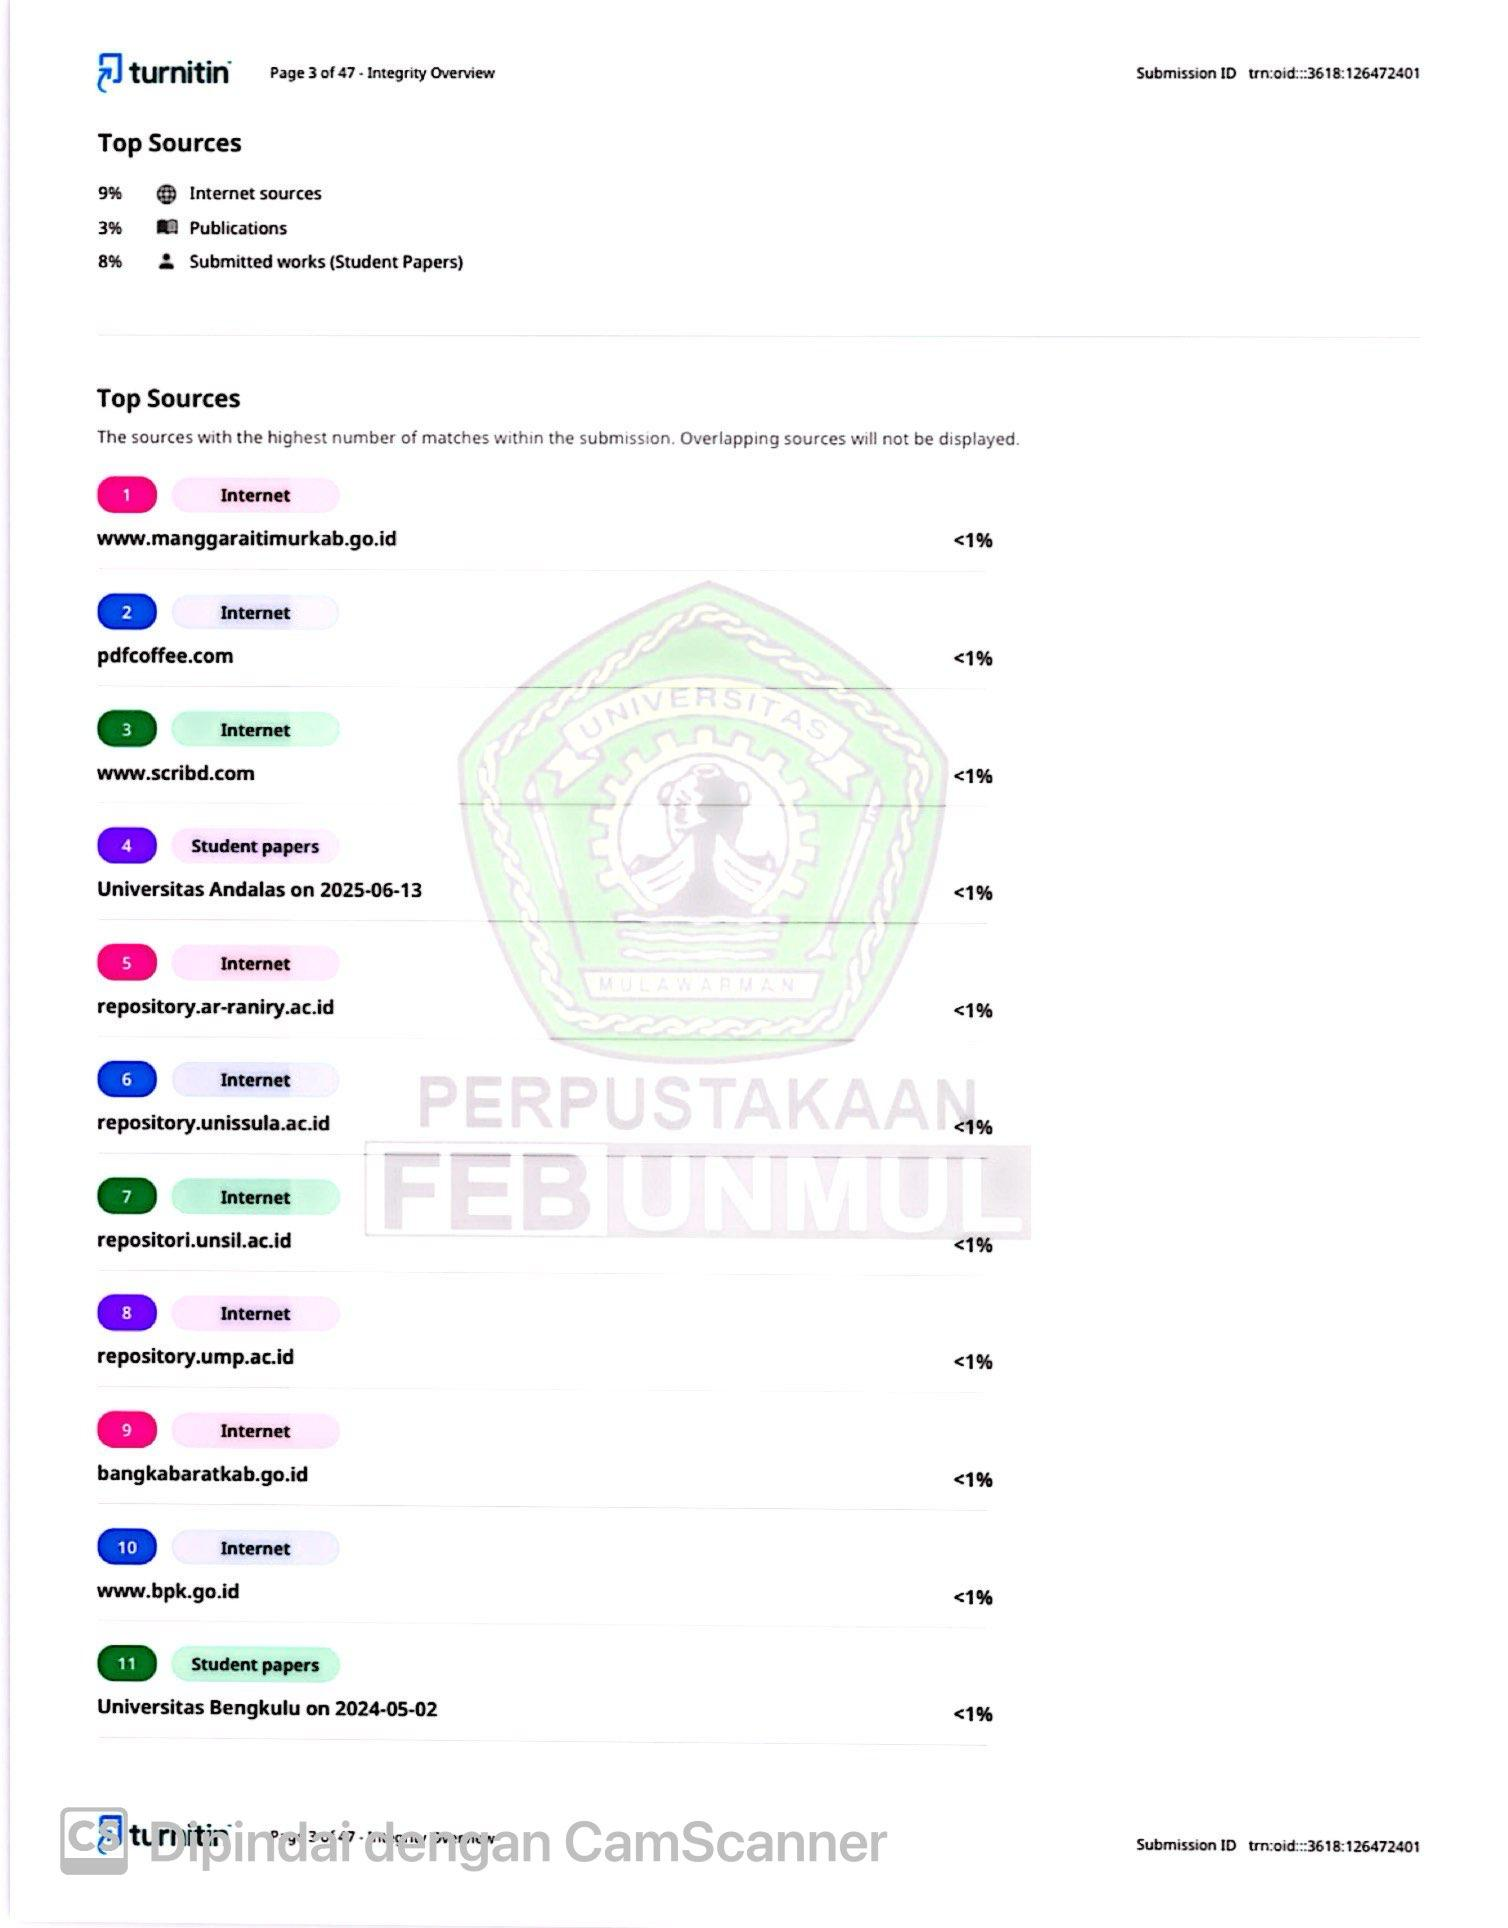 turnitin Page 3 of 47 - Integrity Overview Submission ID trn:oid:::3618:126472401
Top Sources
9% Internet sources
3% Publications
8% Submitted works (Student Papers)
Top Sources
The sources with the highest number of matches within the submission. Overlapping sources will not be displayed.
1 Internet
www.manggaraitimurkab.go.id <1%
2 Internet
pdfcoffee.com <1%
3 Internet
www.scribd.com <1%
4 Student papers
Universitas Andalas on 2025-06-13 <1%
5 Internet
repository.ar-raniry.ac.id <1%
6 Internet
repository.unissula.ac.id <1%
7 Internet
repositori.unsil.ac.id <1%
8 Internet
repository.ump.ac.id <1%
9 Internet
bangkabaratkab.go.id <1%
10 Internet
www.bpk.go.id <1%
11 Student papers
Universitas Bengkulu on 2024-05-02 <1%
UNIVERSITAS
MULAWARMAN
PERPUSTAKAAN
FEB UNMUL
turnitin Page 3 of 47 - Integrity Overview Submission ID trn:oid:::3618:126472401
CS Dipindai dengan CamScanner